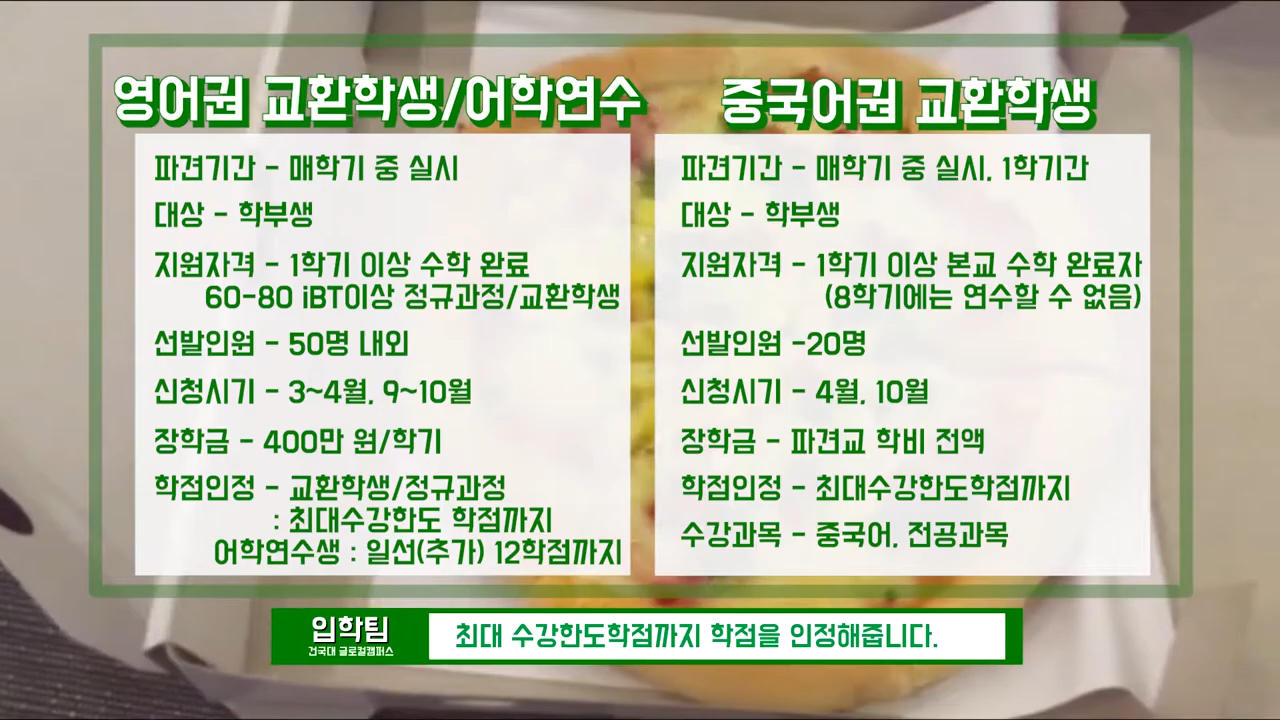 영어권 교환학생/어학연수
파견기간 - 매학기 중 실시
대상 - 학부생
지원자격 - 1학기 이상 수학 완료
60-80 iBT이상 정규과정/교환학생
선발인원 - 50명 내외
신청시기 - 3~4월, 9~10월
장학금 - 400만 원/학기
학점인정 - 교환학생/정규과정
: 최대수강한도 학점까지
어학연수생 : 일선(추가) 12학점까지
중국어권 교환학생
파견기간 - 매학기 중 실시, 1학기간
대상 - 학부생
지원자격 - 1학기 이상 본교 수학 완료자
(8학기에는 연수할 수 없음)
선발인원 -20명
신청시기 - 4월, 10월
장학금 - 파견교 학비 전액
학점인정 - 최대수강한도학점까지
수강과목 - 중국어, 전공과목
입학팀
건국대 글로컬캠퍼스
최대 수강한도학점까지 학점을 인정해줍니다.